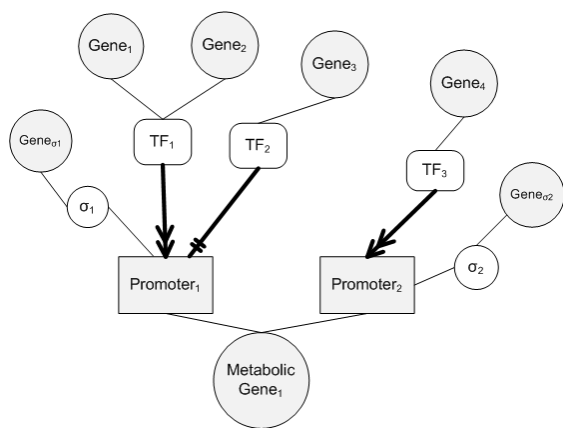 Gene₁
Gene₂
Gene₃
Gene₄
TF₁
TF₂
Geneσ1
TF₃
Geneσ2
σ₁
σ₂
Promoter₁
Promoter₂
Metabolic
Gene₁